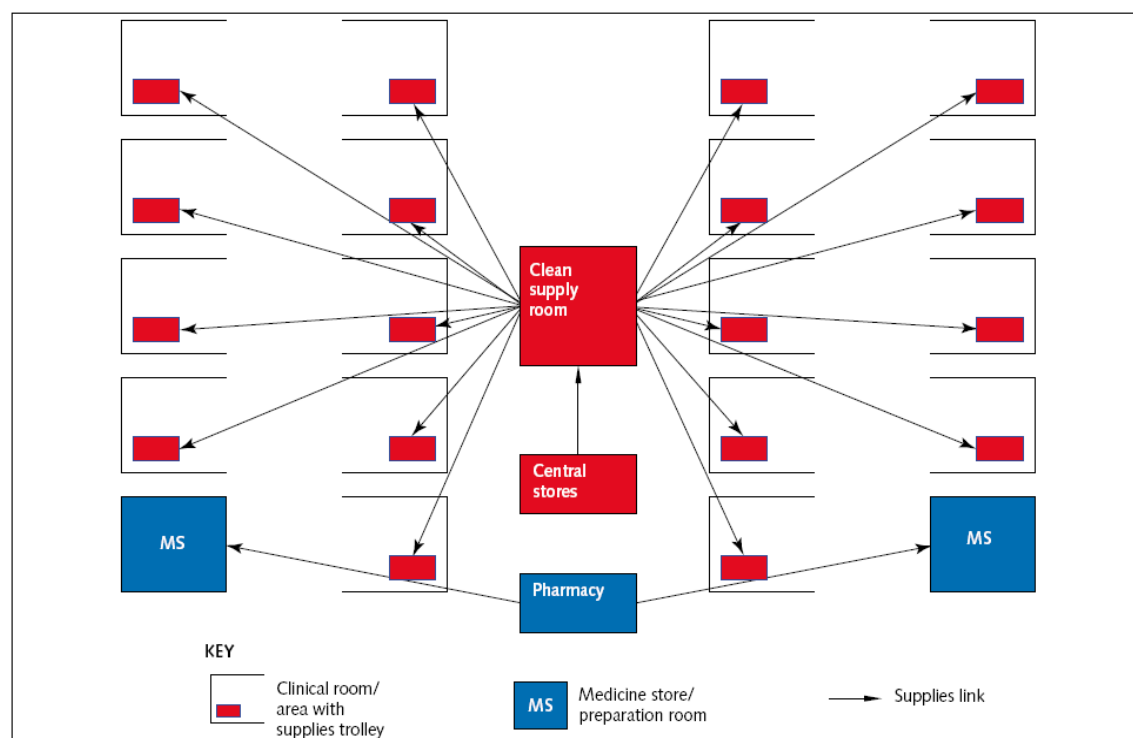 Clean
supply
room
Central
stores
MS
MS
Pharmacy
KEY
Clinical room/
area with
supplies trolley
MS
Medicine store/
preparation room
Supplies link